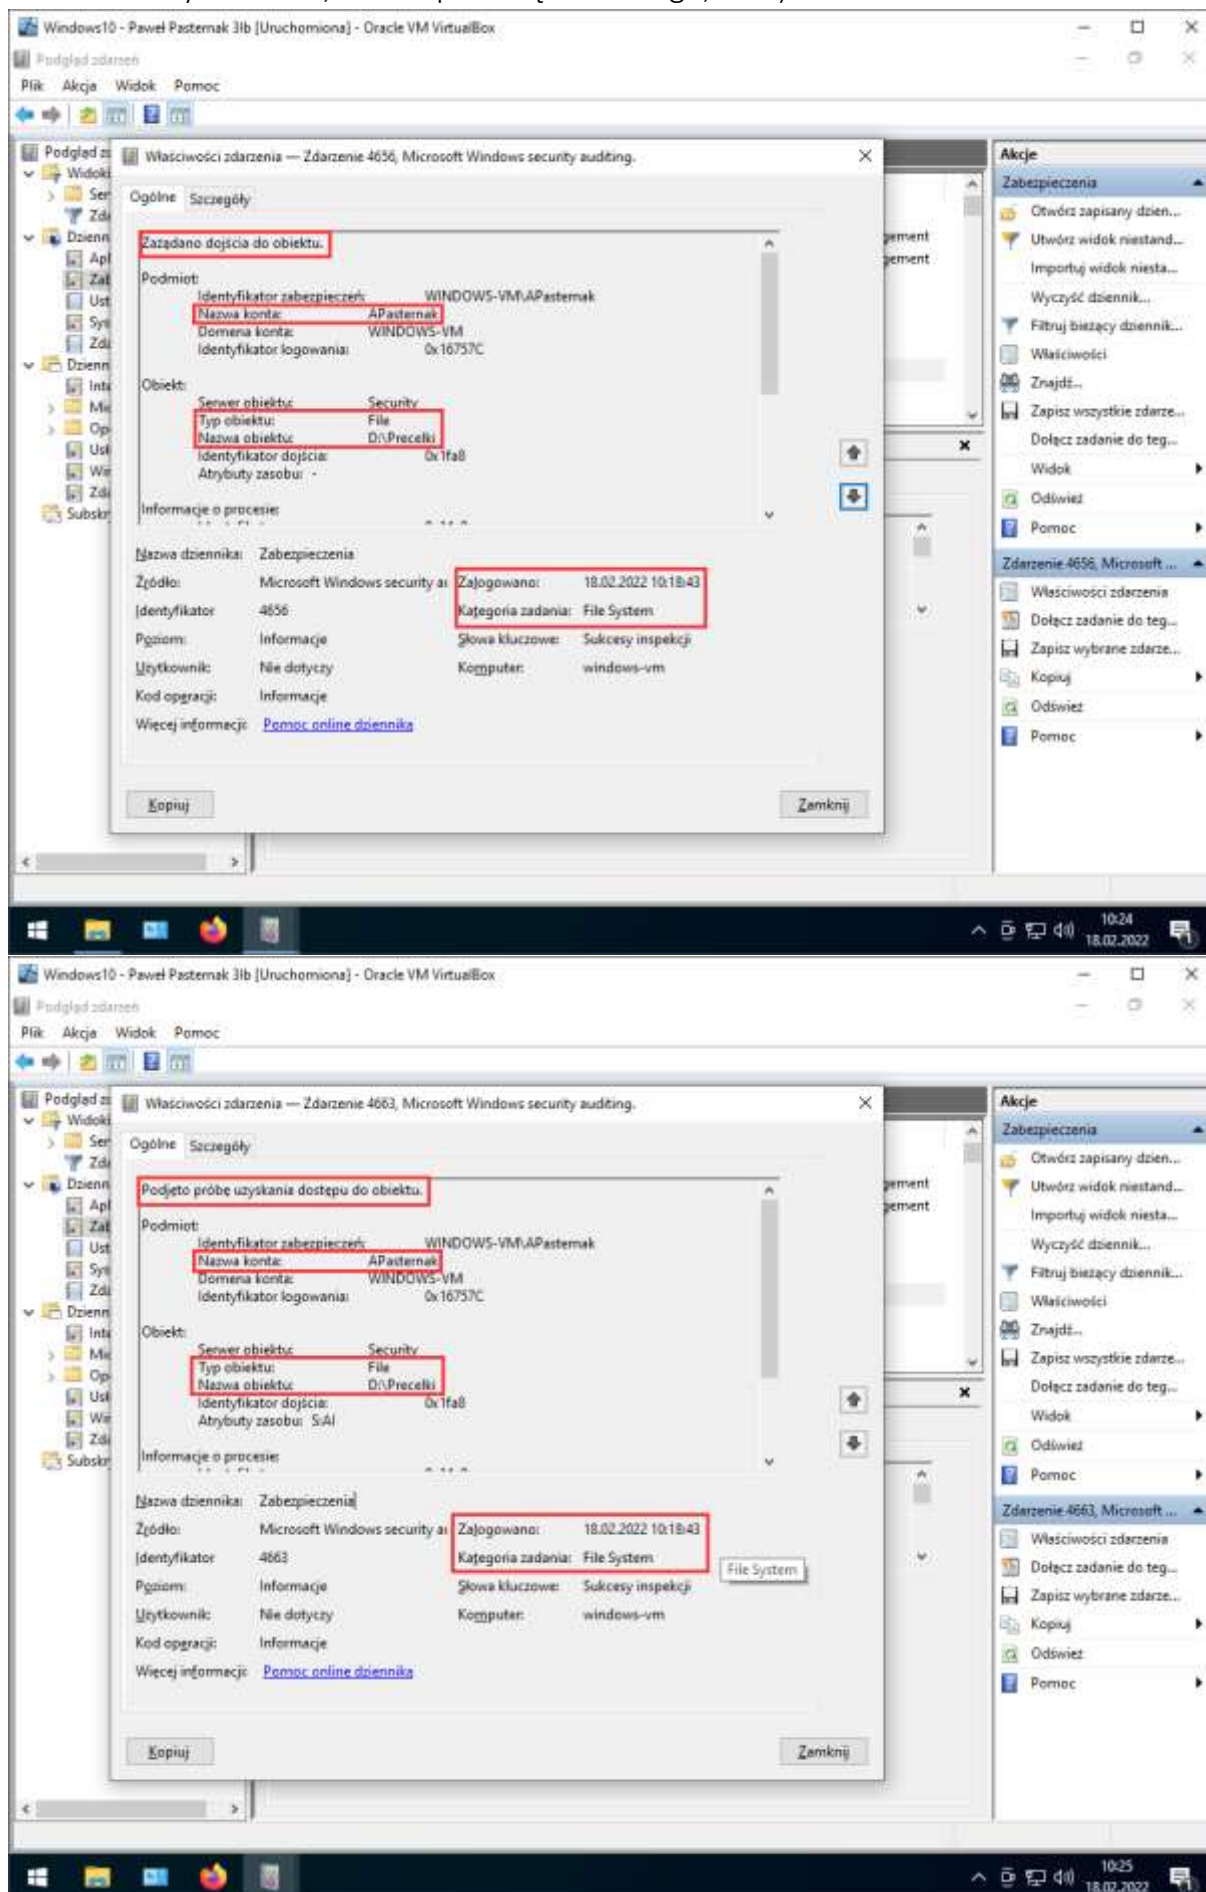 Windows10 - Paweł Pasternak 3lb [Uruchomiona] - Oracle VM VirtualBox
Podgląd zdarzeń
Plik Akcja Widok Pomoc
Właściwości zdarzenia — Zdarzenie 4656, Microsoft Windows security auditing.
Ogólne Szczegóły
Zażądano dojścia do obiektu.
Podmiot:
Identyfikator zabezpieczeń: WINDOWS-VM\APasternak
Nazwa konta: APasternak
Domena konta: WINDOWS-VM
Identyfikator logowania: 0x16757C
Obiekt:
Serwer obiektu: Security
Typ obiektu: File
Nazwa obiektu: D:\Precelki
Identyfikator dojścia: 0x1fa8
Atrybuty zasobu: -
Informacje o procesie:
Nazwa dziennika: Zabezpieczenia
Źródło: Microsoft Windows security au Zalogowano: 18.02.2022 10:18:43
Identyfikator 4656 Kategoria zadania: File System
Poziom: Informacje Słowa kluczowe: Sukcesy inspekcji
Użytkownik: Nie dotyczy Komputer: windows-vm
Kod operacji: Informacje
Więcej informacji: Pomoc online dziennika
Kopiuj Zamknij
Akcje
Zabezpieczenia
Otwórz zapisany dzien...
Utwórz widok niestand...
Importuj widok niesta...
Wyczyść dziennik...
Filtruj bieżący dziennik...
Właściwości
Znajdź...
Zapisz wszystkie zdarze...
Dołącz zadanie do teg...
Widok
Odśwież
Pomoc
Zdarzenie 4656, Microsoft ...
Właściwości zdarzenia
Dołącz zadanie do teg...
Zapisz wybrane zdarze...
Kopiuj
Odśwież
Pomoc
10:24
18.02.2022
Windows10 - Paweł Pasternak 3lb [Uruchomiona] - Oracle VM VirtualBox
Podgląd zdarzeń
Plik Akcja Widok Pomoc
Właściwości zdarzenia — Zdarzenie 4663, Microsoft Windows security auditing.
Ogólne Szczegóły
Podjęto próbę uzyskania dostępu do obiektu.
Podmiot:
Identyfikator zabezpieczeń: WINDOWS-VM\APasternak
Nazwa konta: APasternak
Domena konta: WINDOWS-VM
Identyfikator logowania: 0x16757C
Obiekt:
Serwer obiektu: Security
Typ obiektu: File
Nazwa obiektu: D:\Precelki
Identyfikator dojścia: 0x1fa8
Atrybuty zasobu: S:AI
Informacje o procesie:
Nazwa dziennika: Zabezpieczenia
Źródło: Microsoft Windows security au Zalogowano: 18.02.2022 10:18:43
Identyfikator 4663 Kategoria zadania: File System
File System
Poziom: Informacje Słowa kluczowe: Sukcesy inspekcji
Użytkownik: Nie dotyczy Komputer: windows-vm
Kod operacji: Informacje
Więcej informacji: Pomoc online dziennika
Kopiuj Zamknij
Akcje
Zabezpieczenia
Otwórz zapisany dzien...
Utwórz widok niestand...
Importuj widok niesta...
Wyczyść dziennik...
Filtruj bieżący dziennik...
Właściwości
Znajdź...
Zapisz wszystkie zdarze...
Dołącz zadanie do teg...
Widok
Odśwież
Pomoc
Zdarzenie 4663, Microsoft ...
Właściwości zdarzenia
Dołącz zadanie do teg...
Zapisz wybrane zdarze...
Kopiuj
Odśwież
Pomoc
10:25
18.02.2022